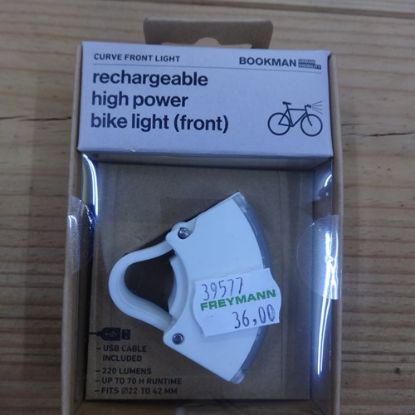 CURVE FRONT LIGHT
BOOKMAN
rechargeable
high power
bike light (front)
39577
FREYMANN
36,00
– USB CABLE
INCLUDED
– 220 LUMENS
– UP TO 70 H RUNTIME
– FITS Ø22 TO 42 MM